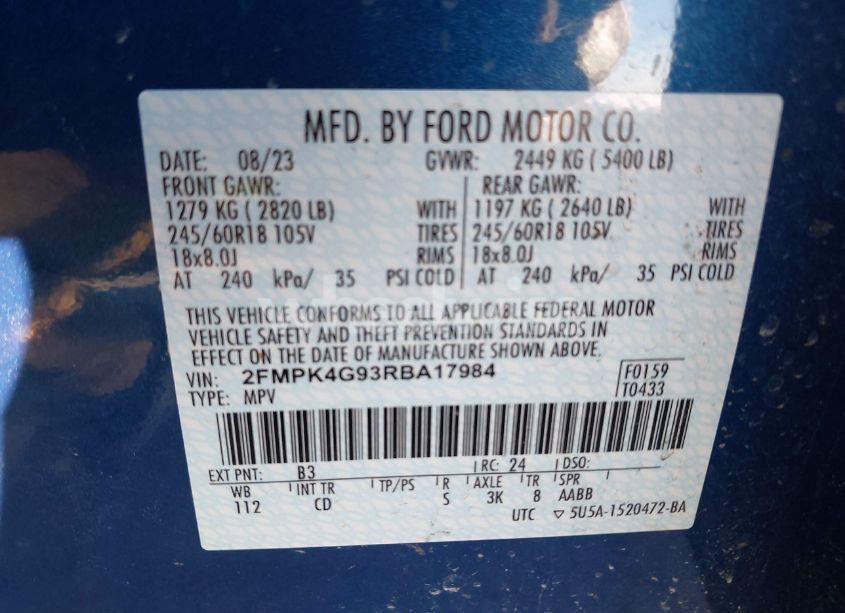 MFD. BY FORD MOTOR CO.
DATE: 08/23 GVWR: 2449 KG ( 5400 LB)
FRONT GAWR: REAR GAWR:
1279 KG ( 2820 LB) WITH 1197 KG ( 2640 LB) WITH
245/60R18 105V TIRES 245/60R18 105V TIRES
18x8.0J RIMS 18x8.0J RIMS
AT 240 kPa/ 35 PSI COLD AT 240 kPa/ 35 PSI COLD
THIS VEHICLE CONFORMS TO ALL APPLICABLE FEDERAL MOTOR
VEHICLE SAFETY AND THEFT PREVENTION STANDARDS IN
EFFECT ON THE DATE OF MANUFACTURE SHOWN ABOVE.
VIN: 2FMPK4G93RBA17984 F0159
TYPE: MPV T0433
EXT PNT: B3 RC: 24 DSO:
WB INT TR TP/PS R AXLE TR SPR
112 CD S 3K 8 AABB
UTC ▽ 5U5A-1520472-BA